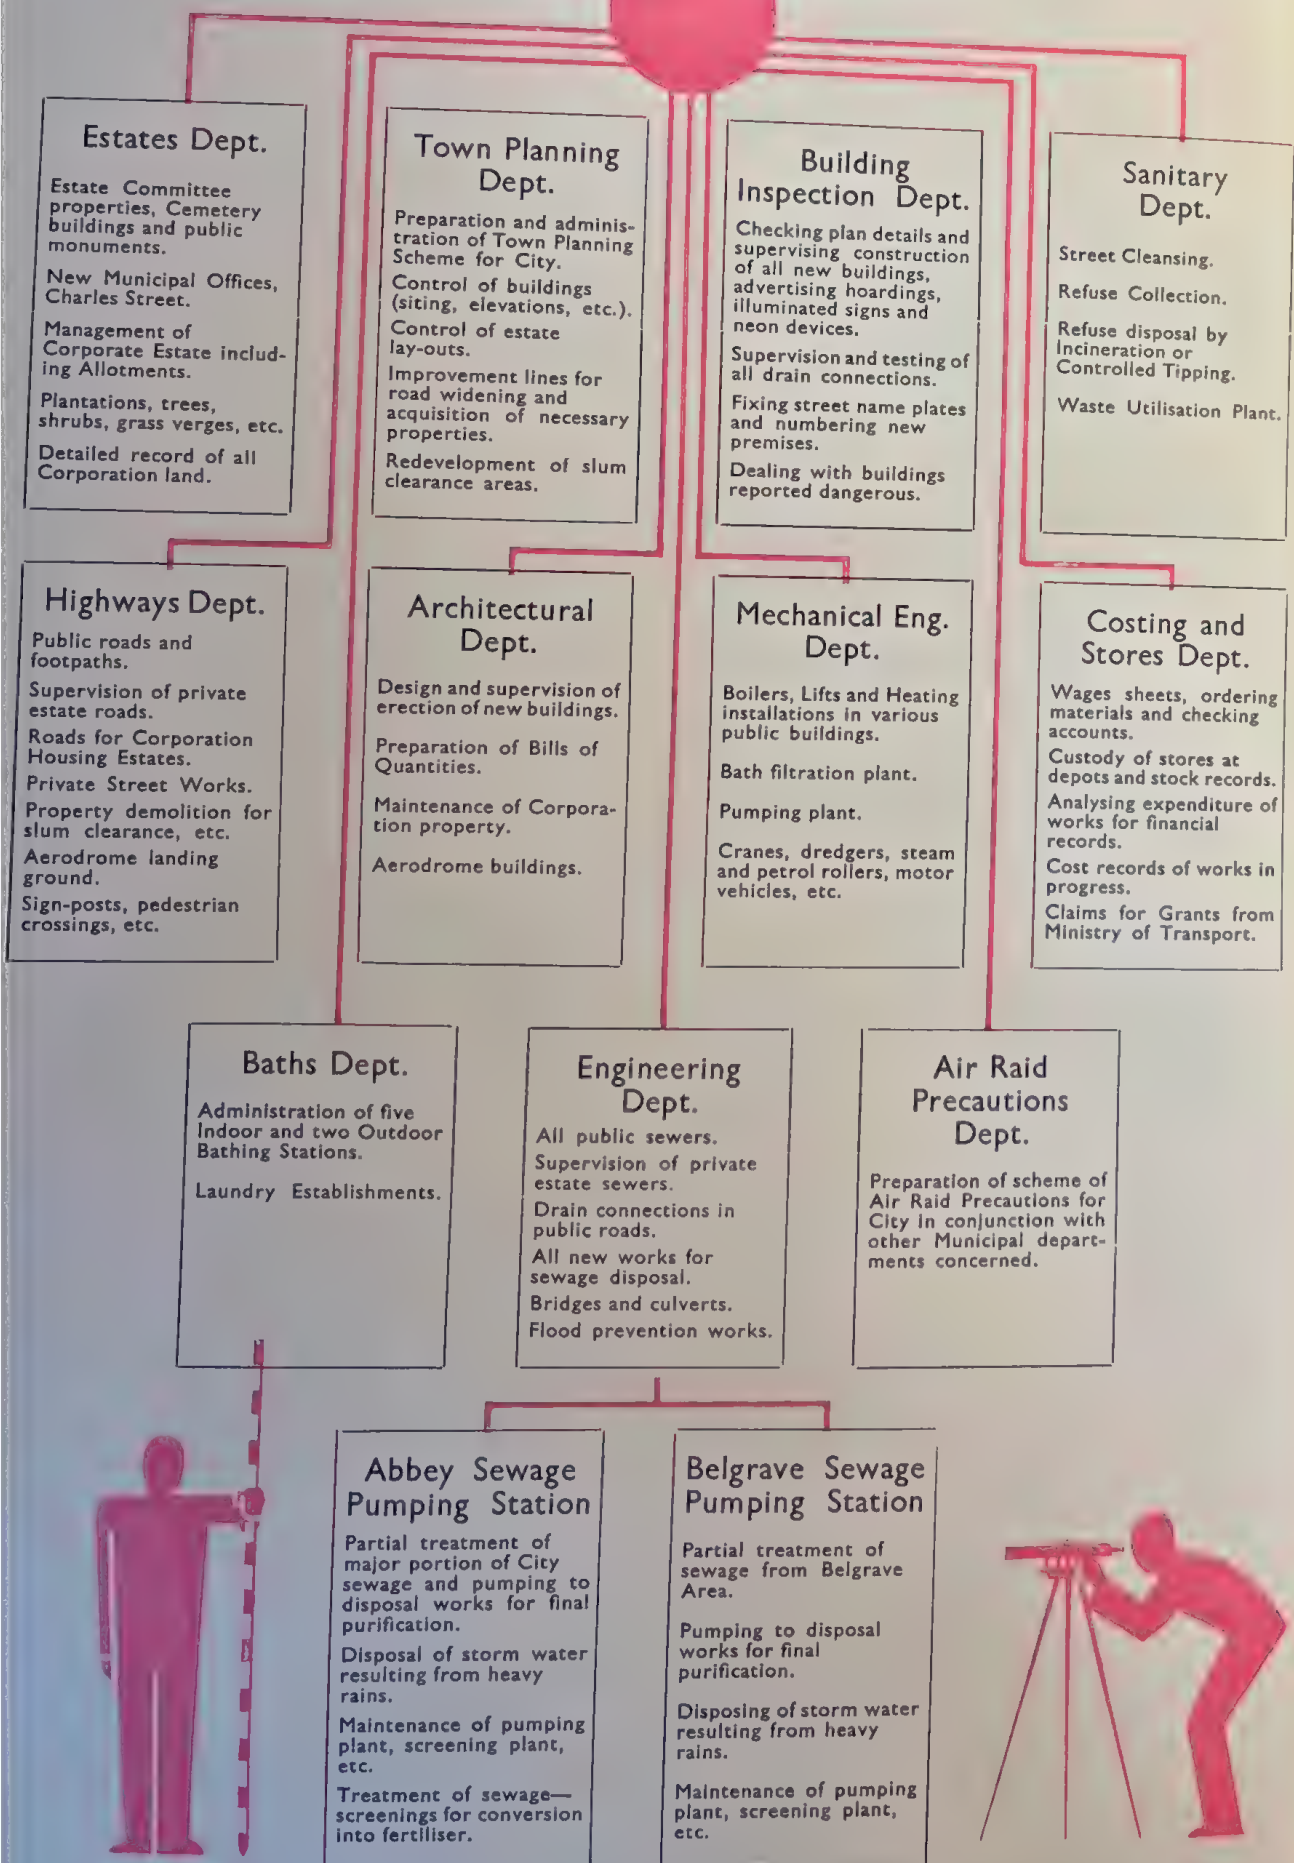 Estates Dept.
Estate Committee
properties, Cemetery
buildings and public
monuments.
New Municipal Offices,
Charles Street.
Management of
Corporate Estate includ-
ing Allotments.
Plantations, trees,
shrubs, grass verges, etc.
Detailed record of all
Corporation land.
Town Planning
Dept.
Preparation and adminis-
tration of Town Planning
Scheme for City.
Control of buildings
(siting, elevations, etc.).
Control of estate
lay-outs.
Improvement lines for
road widening and
acquisition of necessary
properties.
Redevelopment of slum
clearance areas.
Building
Inspection Dept.
Checking plan details and
supervising construction
of all new buildings,
advertising hoardings,
illuminated signs and
neon devices.
Supervision and testing of
all drain connections.
Fixing street name plates
and numbering new
premises.
Dealing with buildings
reported dangerous.
Sanitary
Dept.
Street Cleansing.
Refuse Collection.
Refuse disposal by
Incineration or
Controlled Tipping.
Waste Utilisation Plant.
Highways Dept.
Public roads and
footpaths.
Supervision of private
estate roads.
Roads for Corporation
Housing Estates.
Private Street Works.
Property demolition for
slum clearance, etc.
Aerodrome landing
ground.
Sign-posts, pedestrian
crossings, etc.
Architectural
Dept.
Design and supervision of
erection of new buildings.
Preparation of Bills of
Quantities.
Maintenance of Corpora-
tion property.
Aerodrome buildings.
Mechanical Eng.
Dept.
Boilers, Lifts and Heating
installations in various
public buildings.
Bath filtration plant.
Pumping plant.
Cranes, dredgers, steam
and petrol rollers, motor
vehicles, etc.
Costing and
Stores Dept.
Wages sheets, ordering
materials and checking
accounts.
Custody of stores at
depots and stock records.
Analysing expenditure of
works for financial
records.
Cost records of works in
progress.
Claims for Grants from
Ministry of Transport.
Baths Dept.
Administration of five
Indoor and two Outdoor
Bathing Stations.
Laundry Establishments.
Engineering
Dept.
All public sewers.
Supervision of private
estate sewers.
Drain connections in
public roads.
All new works for
sewage disposal.
Bridges and culverts.
Flood prevention works.
Air Raid
Precautions
Dept.
Preparation of scheme of
Air Raid Precautions for
City in conjunction with
other Municipal depart-
ments concerned.
Abbey Sewage
Pumping Station
Partial treatment of
major portion of City
sewage and pumping to
disposal works for final
purification.
Disposal of storm water
resulting from heavy
rains.
Maintenance of pumping
plant, screening plant,
etc.
Treatment of sewage—
screenings for conversion
into fertiliser.
Belgrave Sewage
Pumping Station
Partial treatment of
sewage from Belgrave
Area.
Pumping to disposal
works for final
purification.
Disposing of storm water
resulting from heavy
rains.
Maintenance of pumping
plant, screening plant,
etc.